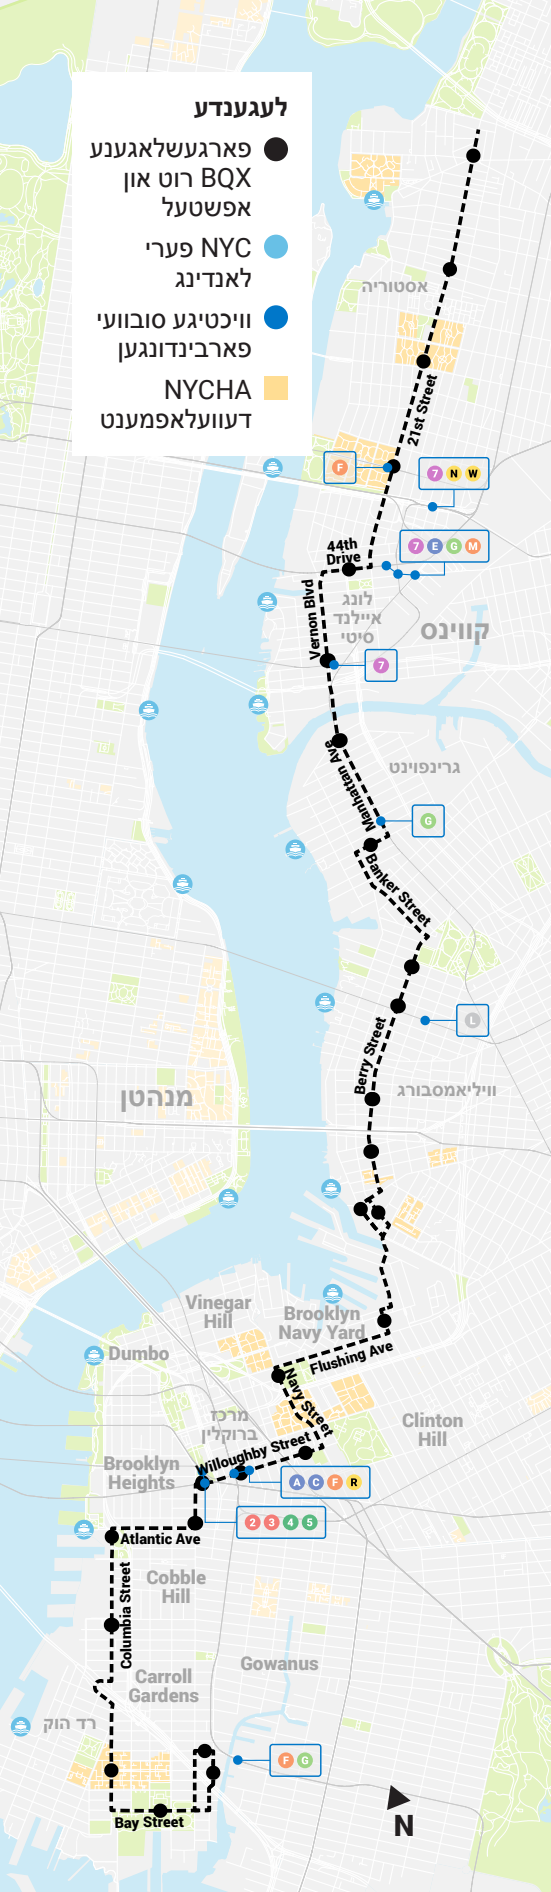 לעגענדע
פארגעשלאגענע
BQX רוט און
אפשטעל
NYC פערי
לאנדינג
וויכטיגע סובוועי
פארבינדונגען
NYCHA
דעוועלאפמענט
אסטוריה
21st Street
F
7 N W
7 E G M
44th
Drive
לונג
איילנד
סיטי
קווינס
Vernon Blvd
7
גרינפוינט
Manhattan Ave
G
Banker Street
L
Berry Street
וויליאמסבורג
מנהטן
Vinegar
Hill
Brooklyn
Navy Yard
Dumbo
Flushing Ave
Navy Street
מרכז
ברוקלין
Clinton
Hill
Willoughby Street
Brooklyn
Heights
A C F R
2 3 4 5
Atlantic Ave
Columbia Street
Cobble
Hill
Gowanus
Carroll
Gardens
רד הוק
F G
Bay Street
N